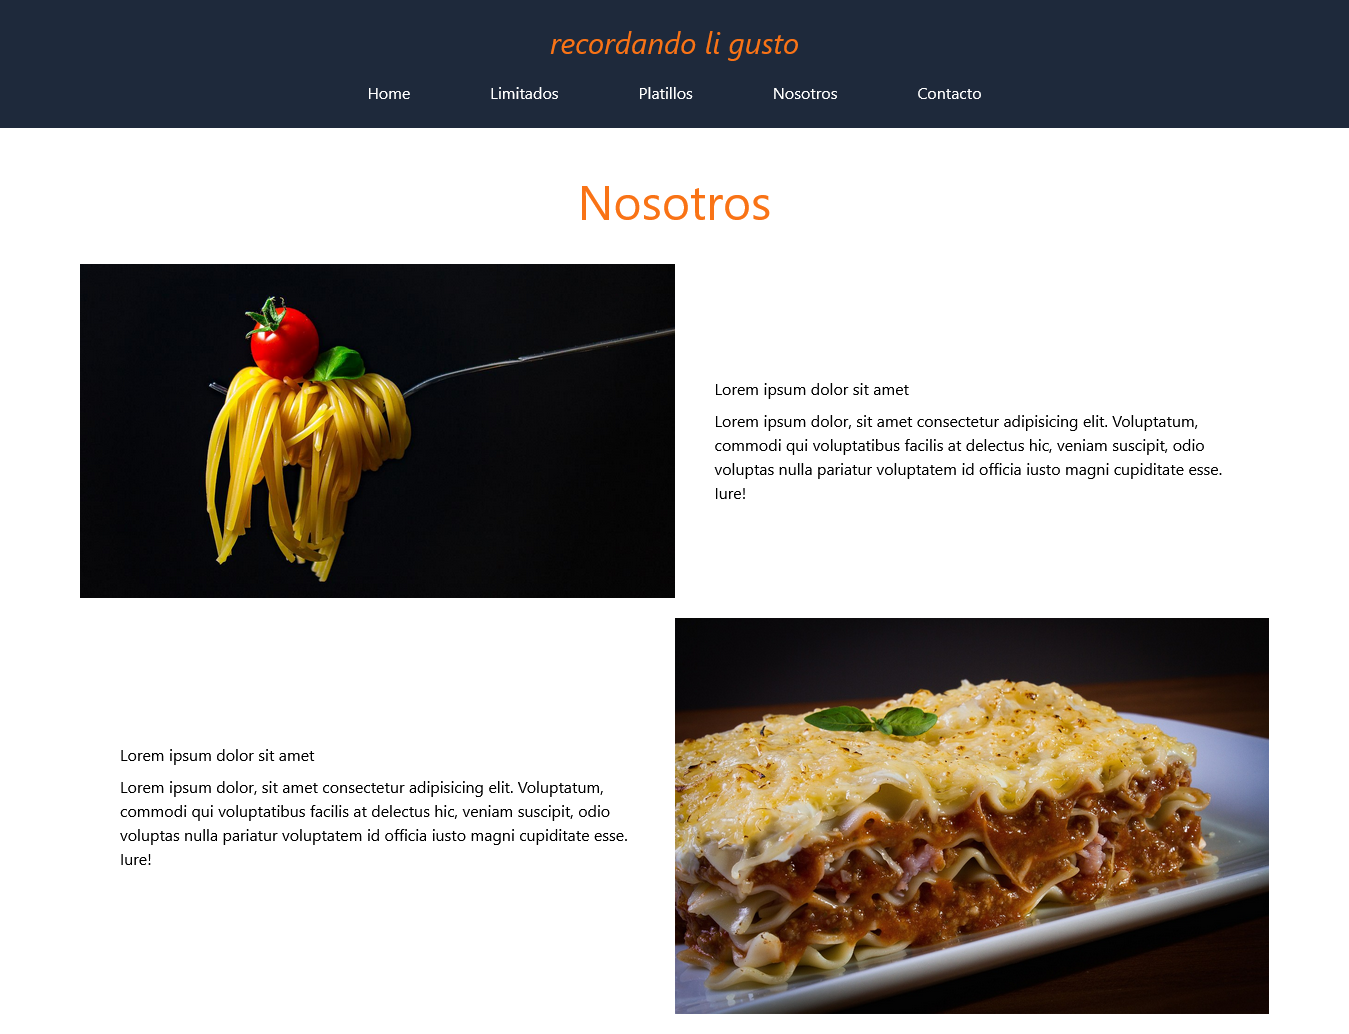 recordando li gusto
Home Limitados Platillos Nosotros Contacto
Nosotros
Lorem ipsum dolor sit amet
Lorem ipsum dolor, sit amet consectetur adipisicing elit. Voluptatum,
commodi qui voluptatibus facilis at delectus hic, veniam suscipit, odio
voluptas nulla pariatur voluptatem id officia iusto magni cupiditate esse.
Iure!
Lorem ipsum dolor sit amet
Lorem ipsum dolor, sit amet consectetur adipisicing elit. Voluptatum,
commodi qui voluptatibus facilis at delectus hic, veniam suscipit, odio
voluptas nulla pariatur voluptatem id officia iusto magni cupiditate esse.
Iure!